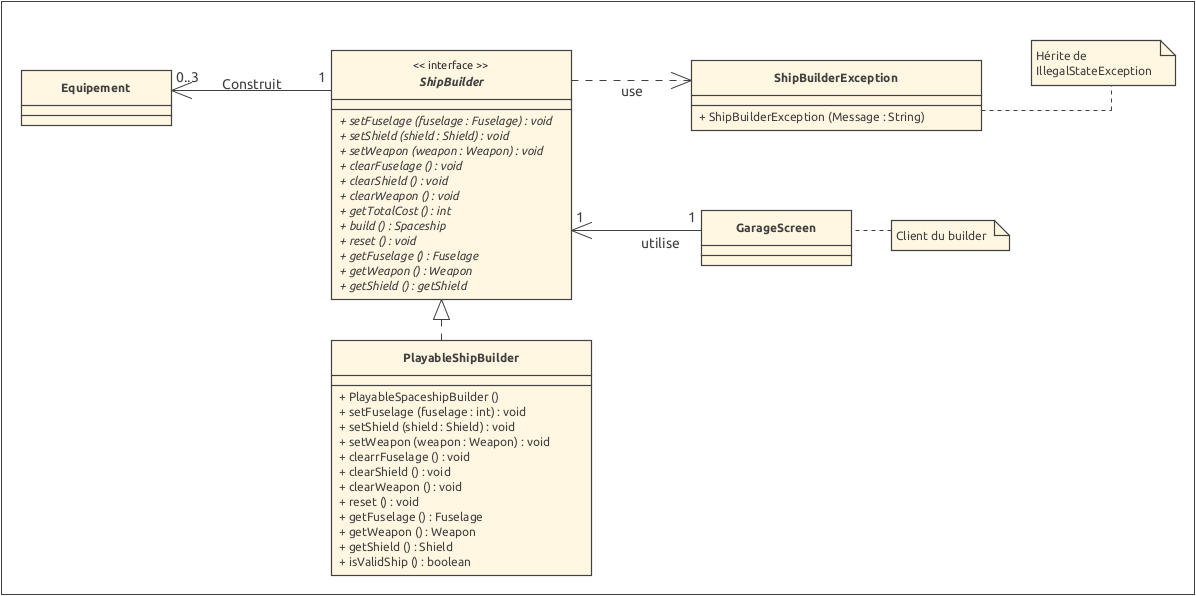 Equipement
0..3
Construit
1
<< interface >>
ShipBuilder
+ setFuselage (fuselage : Fuselage) : void
+ setShield (shield : Shield) : void
+ setWeapon (weapon : Weapon) : void
+ clearFuselage () : void
+ clearShield () : void
+ clearWeapon () : void
+ getTotalCost () : int
+ build () : Spaceship
+ reset () : void
+ getFuselage () : Fuselage
+ getWeapon () : Weapon
+ getShield () : getShield
use
ShipBuilderException
+ ShipBuilderException (Message : String)
Hérite de
IllegalStateException
1
utilise
1
GarageScreen
Client du builder
PlayableShipBuilder
+ PlayableSpaceshipBuilder ()
+ setFuselage (fuselage : int) : void
+ setShield (shield : Shield) : void
+ setWeapon (weapon : Weapon) : void
+ clearrFuselage () : void
+ clearShield () : void
+ clearWeapon () : void
+ reset () : void
+ getFuselage () : Fuselage
+ getWeapon () : Weapon
+ getShield () : Shield
+ isValidShip () : boolean